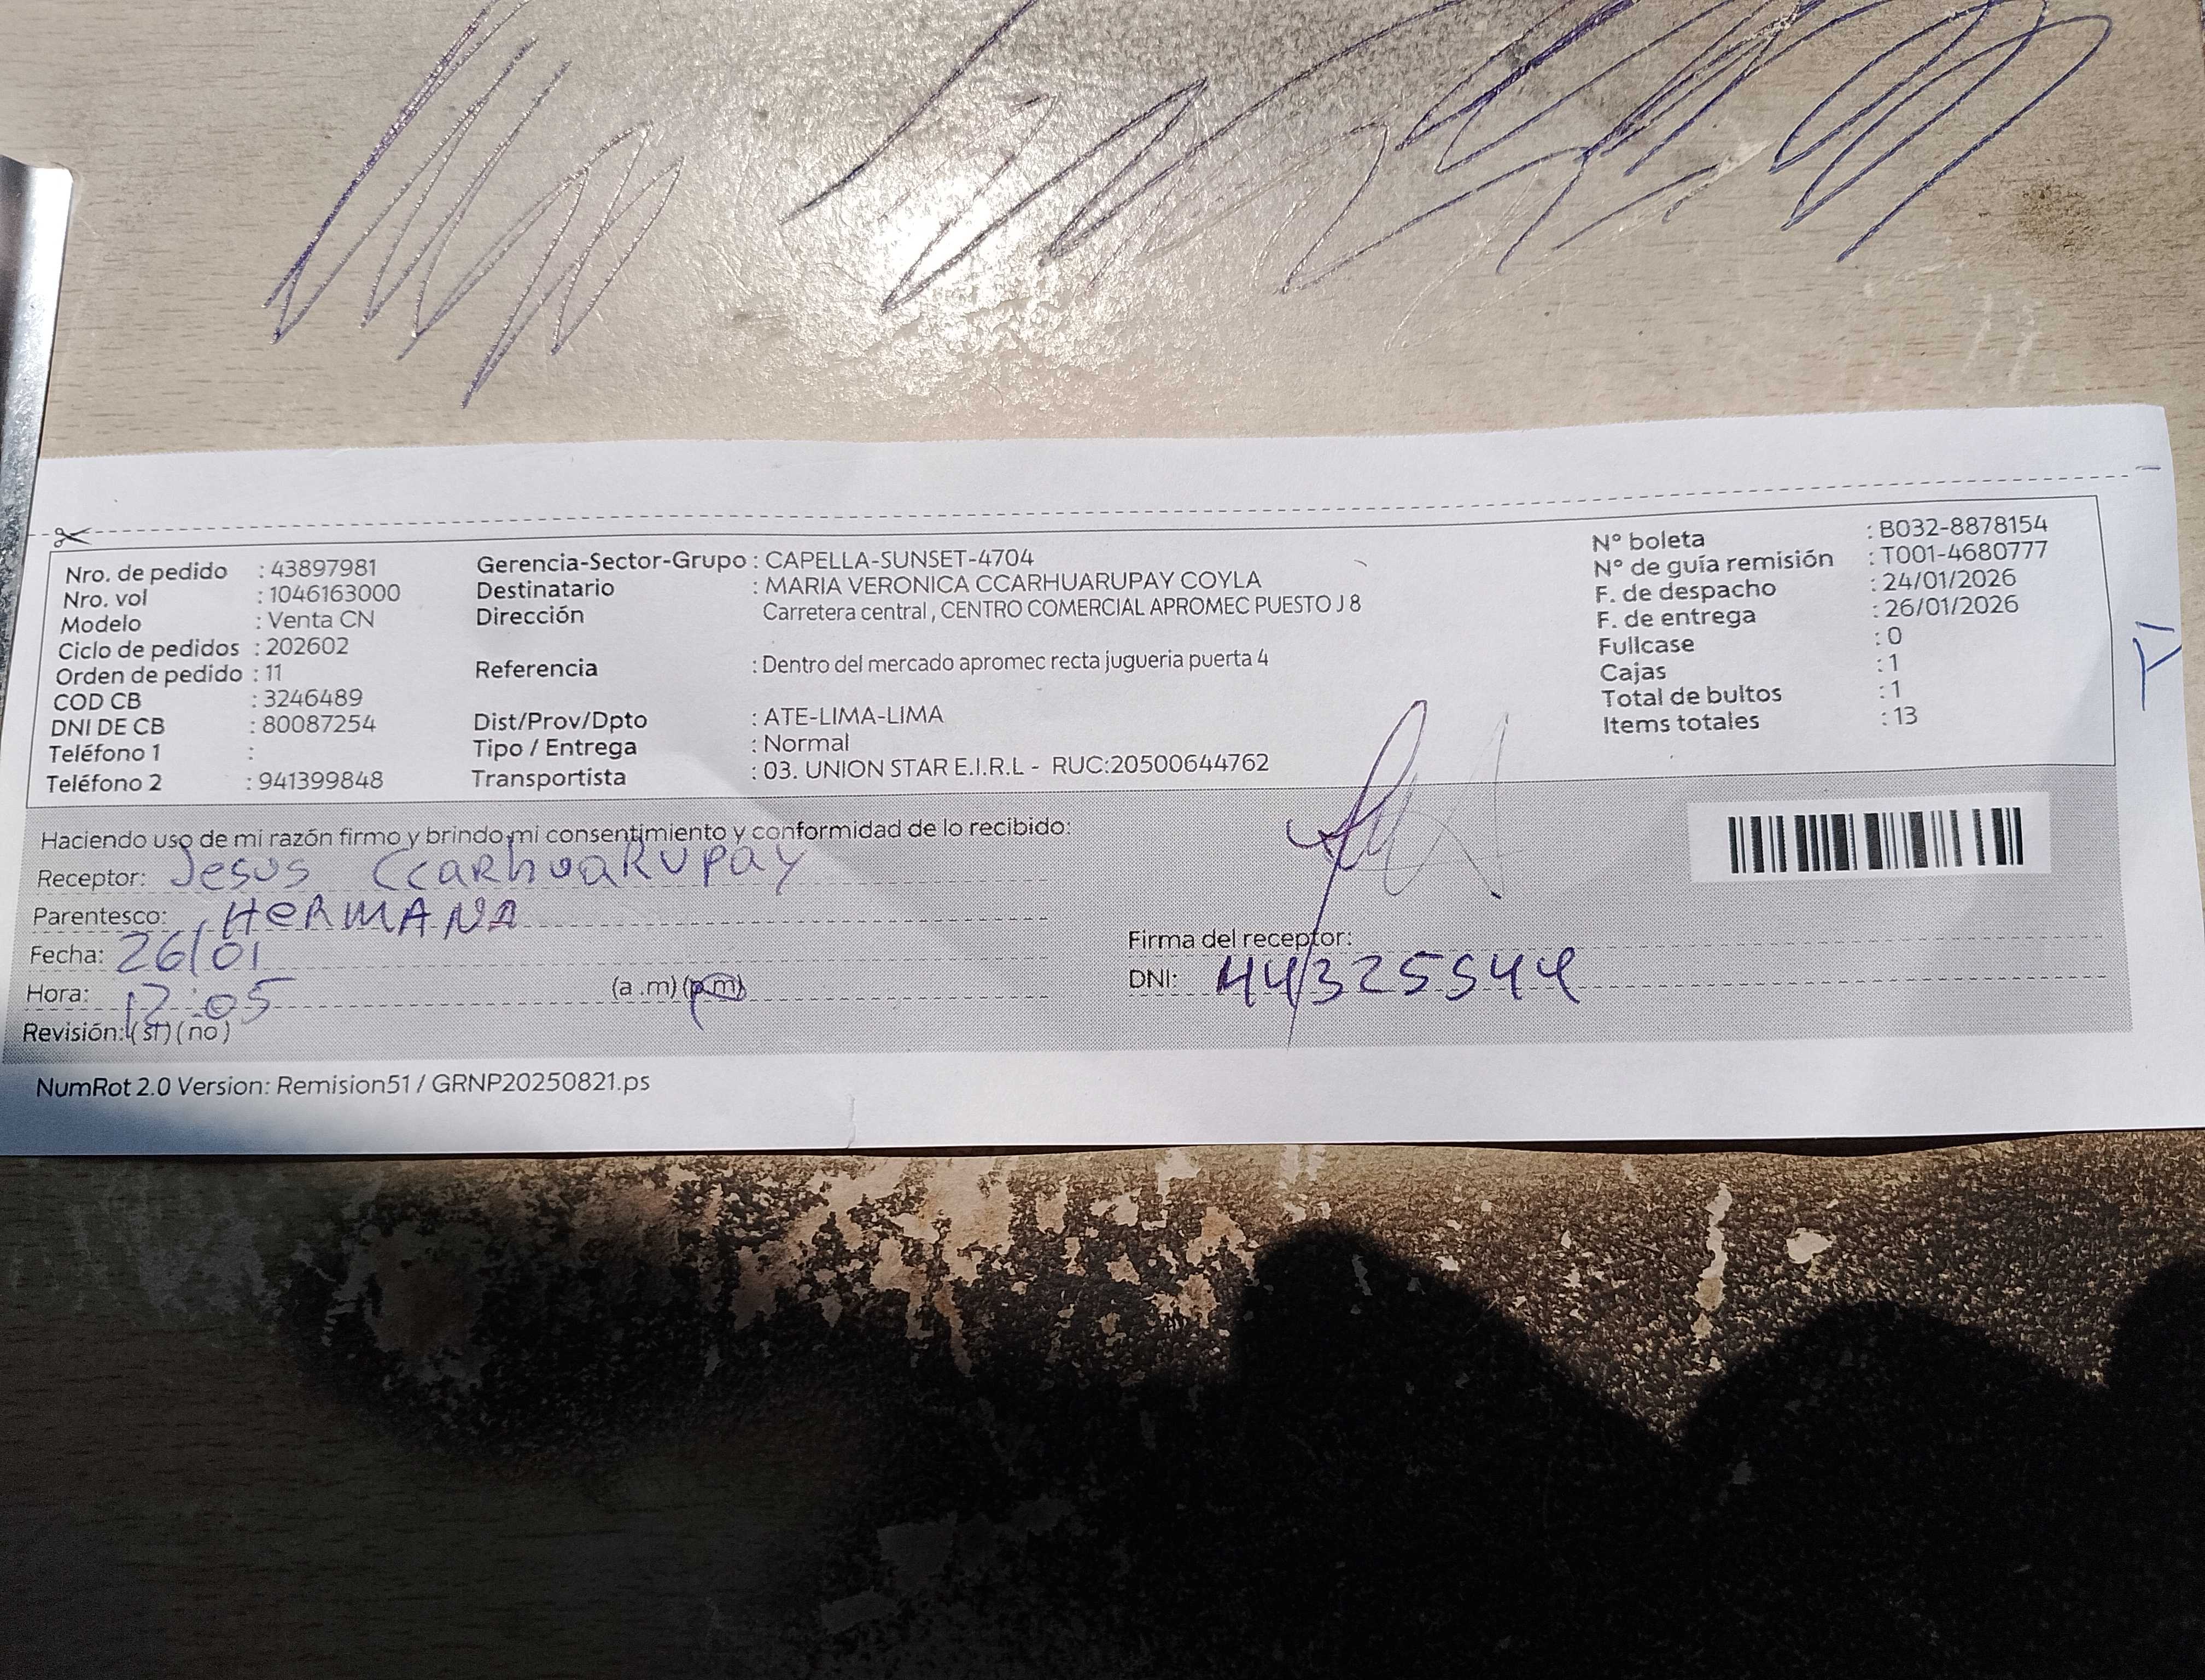 Nro. de pedido : 43897981
Nro. vol : 1046163000
Modelo : Venta CN
Ciclo de pedidos : 202602
Orden de pedido : 11
COD CB : 3246489
DNI DE CB : 80087254
Teléfono 1 :
Teléfono 2 : 941399848
Gerencia-Sector-Grupo : CAPELLA-SUNSET-4704
Destinatario : MARIA VERONICA CCARHUARUPAY COYLA
Dirección Carretera central , CENTRO COMERCIAL APROMEC PUESTO J 8
Referencia : Dentro del mercado apromec recta jugueria puerta 4
Dist/Prov/Dpto : ATE-LIMA-LIMA
Tipo / Entrega : Normal
Transportista : 03. UNION STAR E.I.R.L - RUC:20500644762
N° boleta : B032-8878154
N° de guía remisión : T001-4680777
F. de despacho : 24/01/2026
F. de entrega : 26/01/2026
Fullcase : 0
Cajas : 1
Total de bultos : 1
Items totales : 13
Haciendo uso de mi razón firmo y brindo mi consentimiento y conformidad de lo recibido:
Receptor: Jesus CcarhuaRupay
Parentesco: HeRMANA
Fecha: 26/01
Hora: 12:05 (a .m) (p.m)
Revisión: (si) ( no )
Firma del receptor:
DNI: 44325544
NumRot 2.0 Version: Remision51 / GRNP20250821.ps